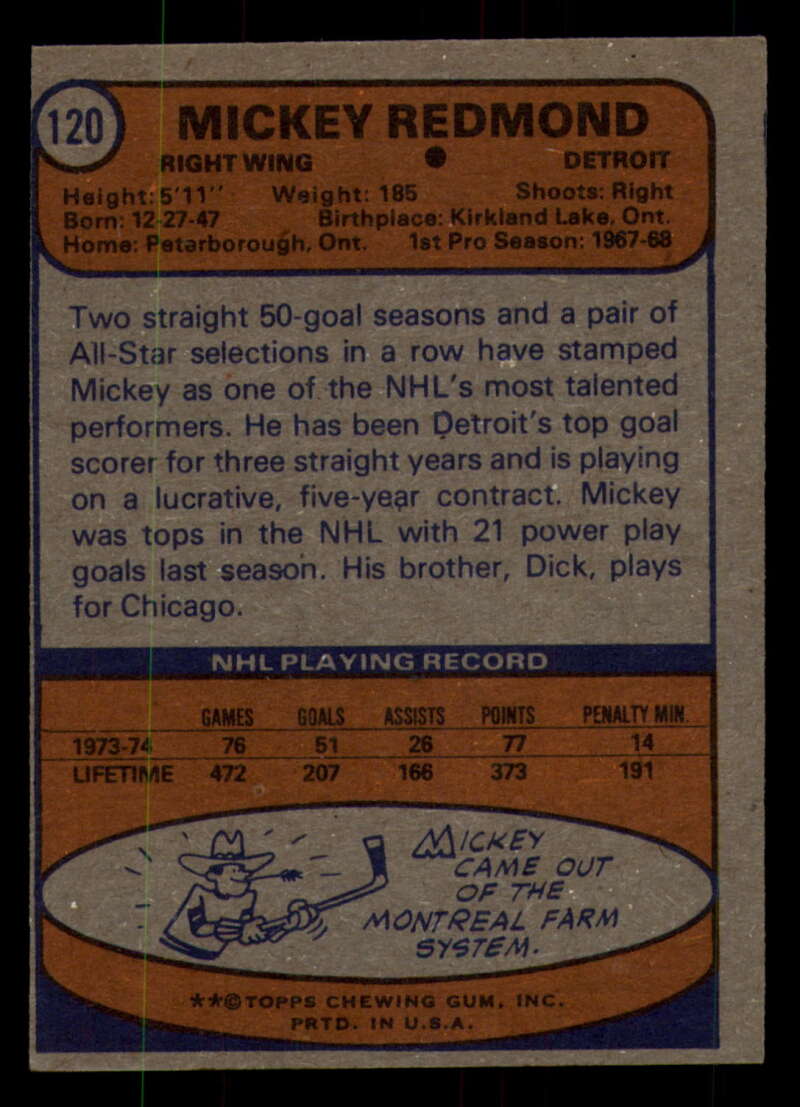 120
MICKEY REDMOND
RIGHT WING ● DETROIT
Height: 5'11" Weight: 185 Shoots: Right
Born: 12-27-47 Birthplace: Kirkland Lake, Ont.
Home: Peterborough, Ont. 1st Pro Season: 1967-68
Two straight 50-goal seasons and a pair of
All-Star selections in a row have stamped
Mickey as one of the NHL's most talented
performers. He has been Detroit's top goal
scorer for three straight years and is playing
on a lucrative, five-year contract. Mickey
was tops in the NHL with 21 power play
goals last season. His brother, Dick, plays
for Chicago.
NHL PLAYING RECORD
GAMES GOALS ASSISTS POINTS PENALTY MIN.
1973-74 76 51 26 77 14
LIFETIME 472 207 166 373 191
MICKEY
CAME OUT
OF THE
MONTREAL FARM
SYSTEM.
M
**©TOPPS CHEWING GUM, INC.
PRTD. IN U.S.A.